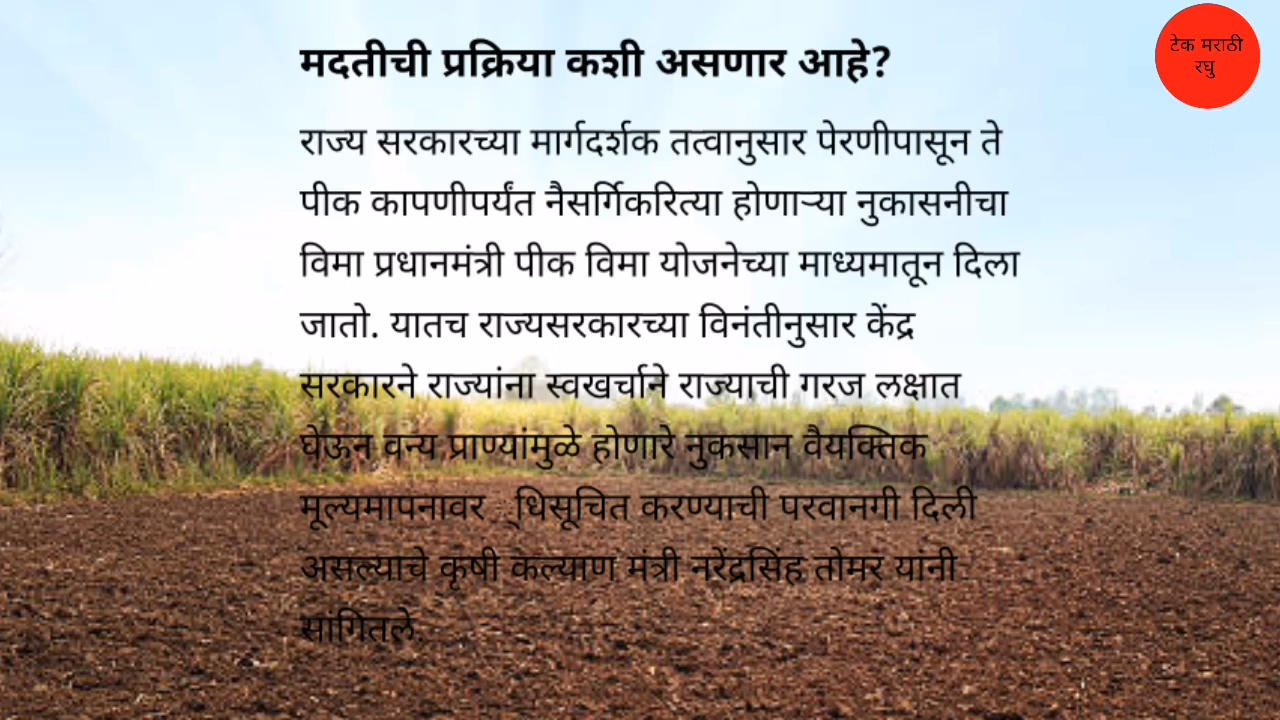 मदतीची प्रक्रिया कशी असणार आहे?
टेक मराठी
रघु
राज्य सरकारच्या मार्गदर्शक तत्वानुसार पेरणीपासून ते
पीक कापणीपर्यंत नैसर्गिकरित्या होणाऱ्या नुकासनीचा
विमा प्रधानमंत्री पीक विमा योजनेच्या माध्यमातून दिला
जातो. यातच राज्यसरकारच्या विनंतीनुसार केंद्र
सरकारने राज्यांना स्वखर्चाने राज्याची गरज लक्षात
घेऊन वन्य प्राण्यांमुळे होणारे नुकसान वैयक्तिक
मूल्यमापनावर करण्याची परवानगी दिली
असल्याचे कृषी कल्याण मंत्री नरेंद्रसिंह तोमर यांनी
सांगितले.